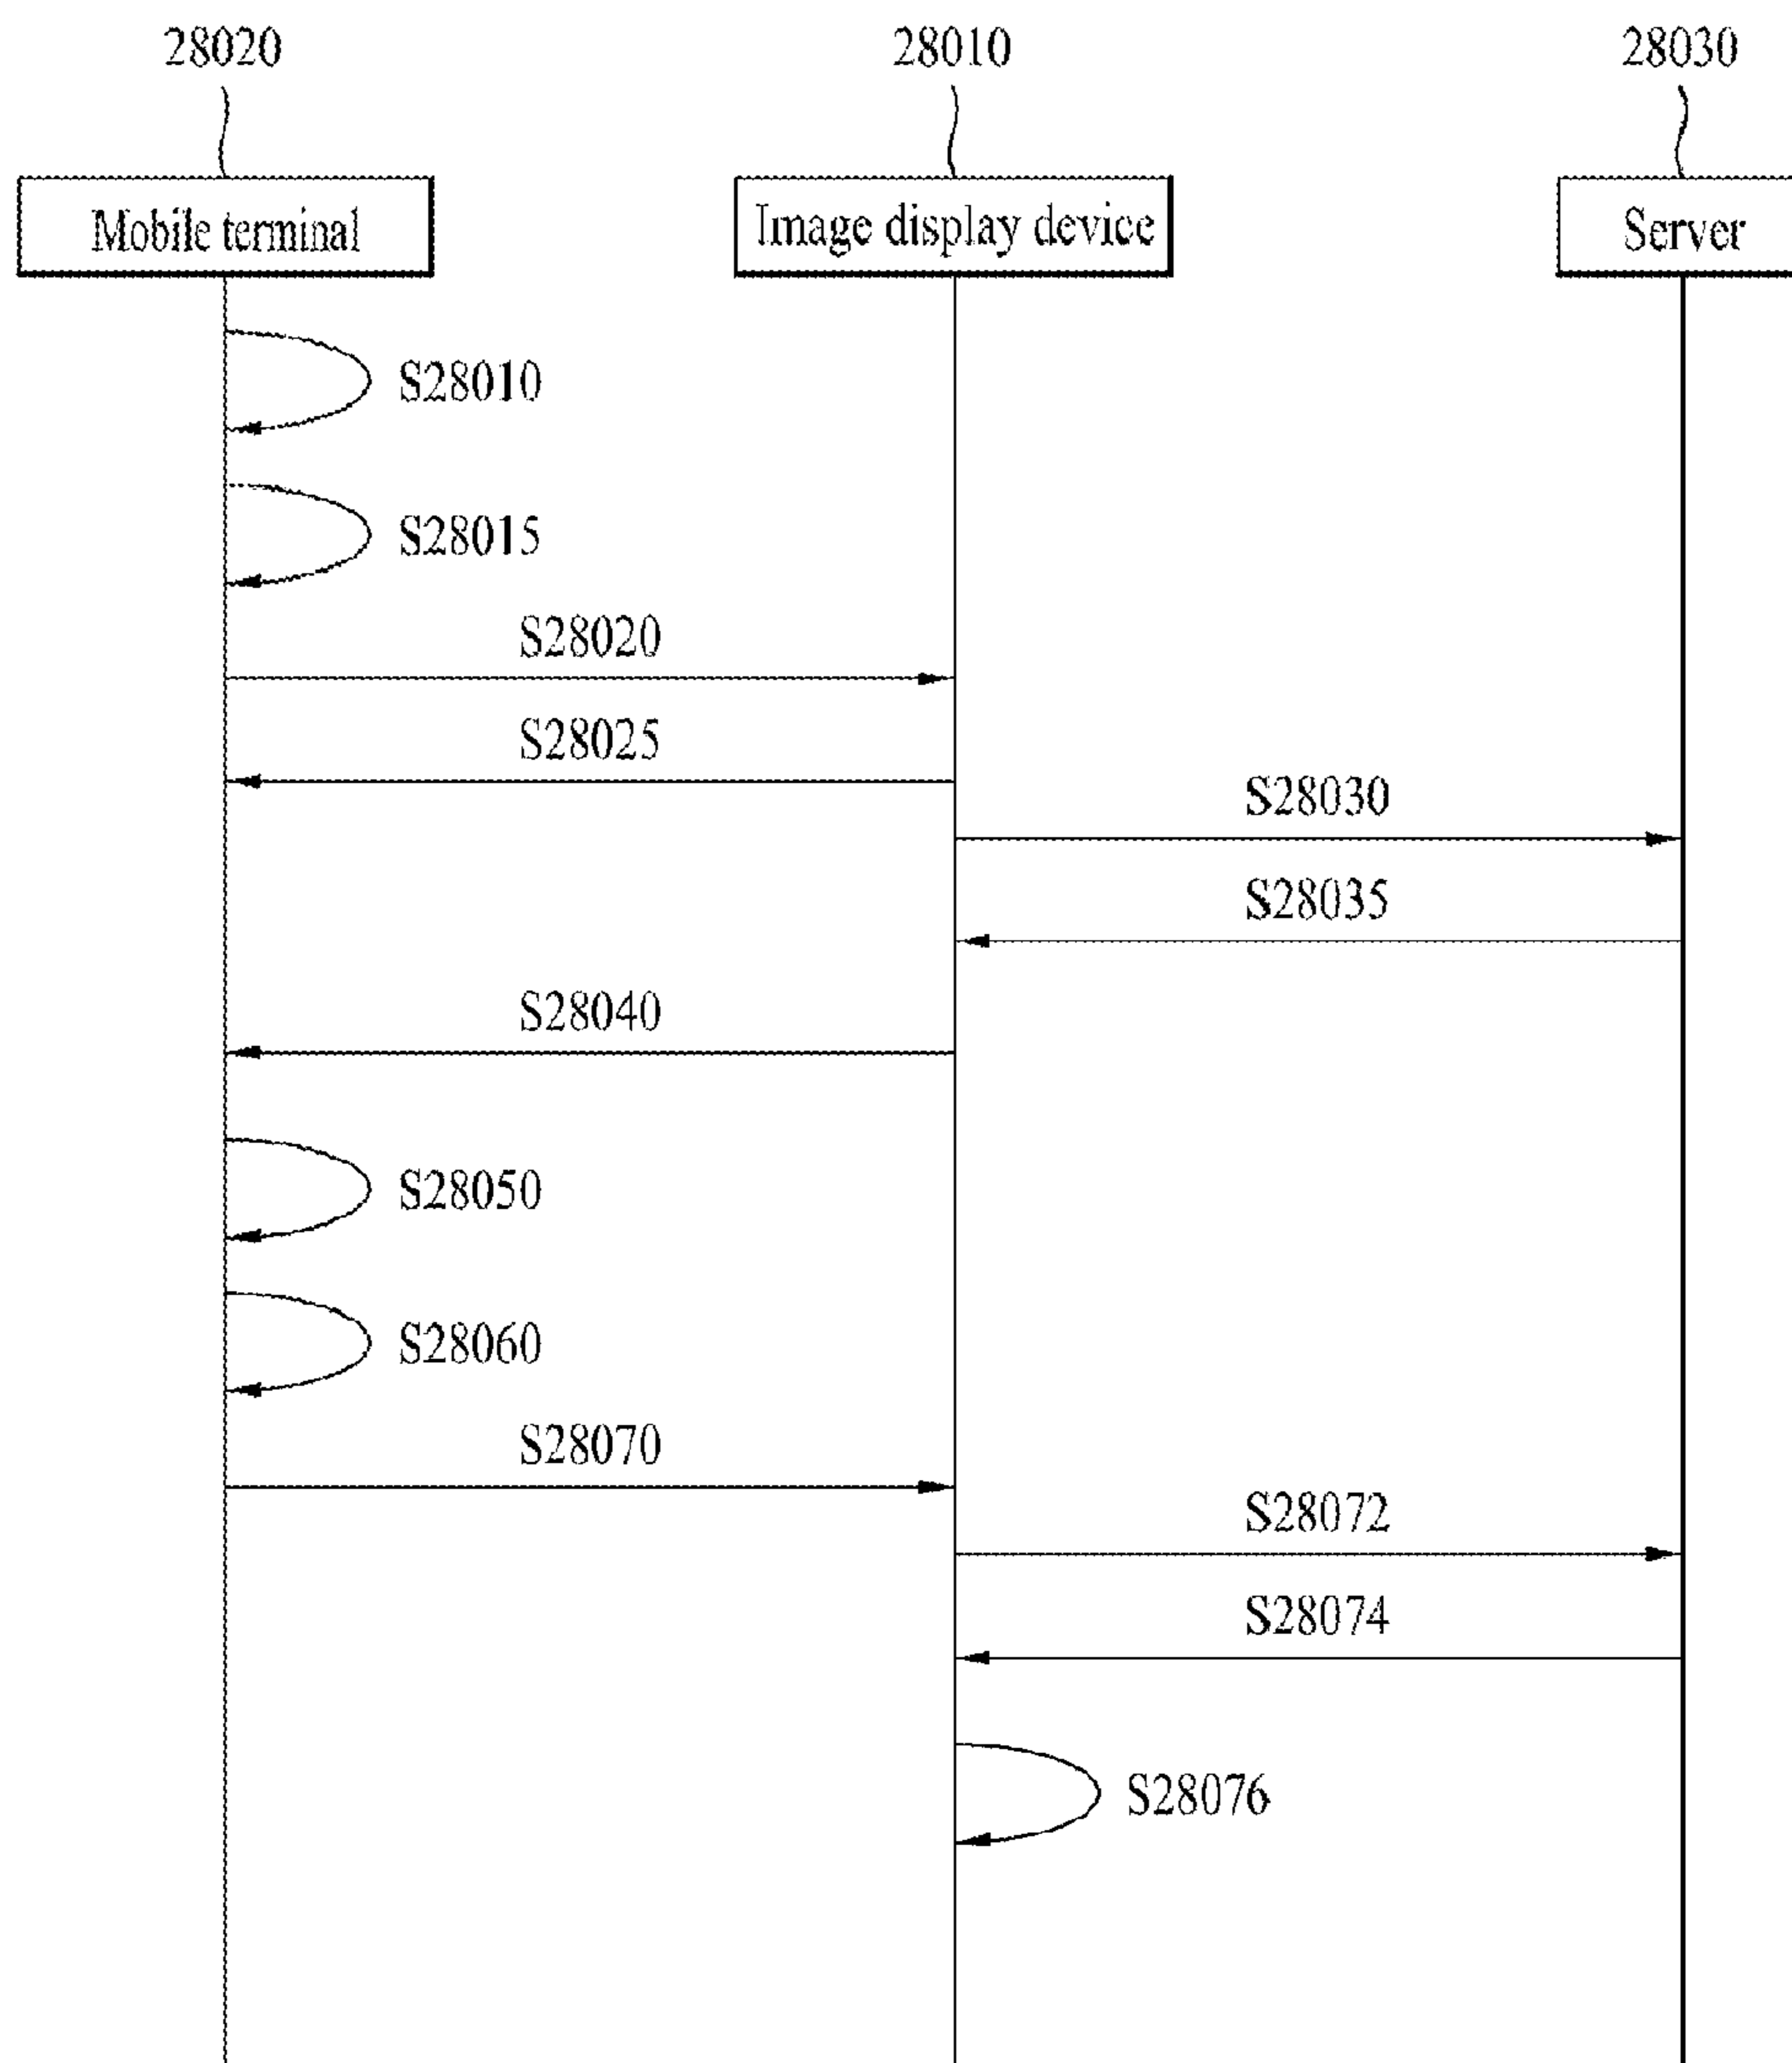 28020
28010
28030
Mobile terminal
Image display device
Server
S28010
S28015
S28020
S28025
S28030
S28035
S28040
S28050
S28060
S28070
S28072
S28074
S28076